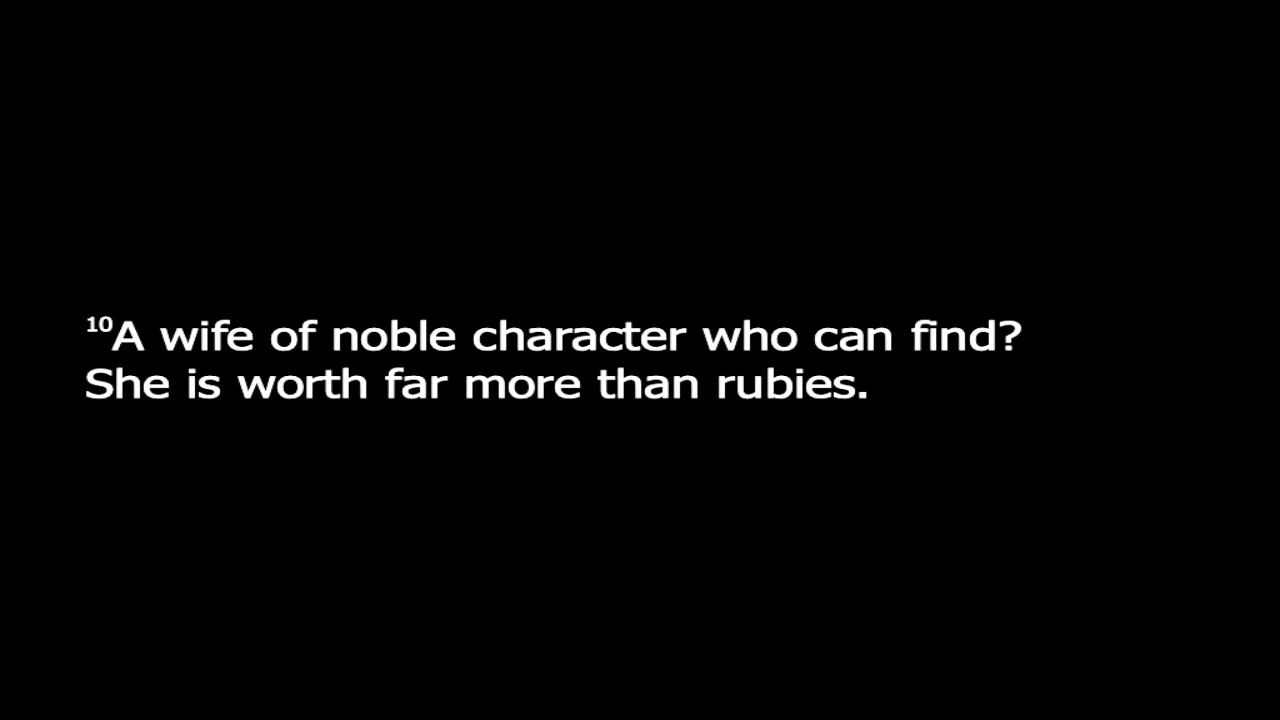 ¹⁰A wife of noble character who can find?
She is worth far more than rubies.